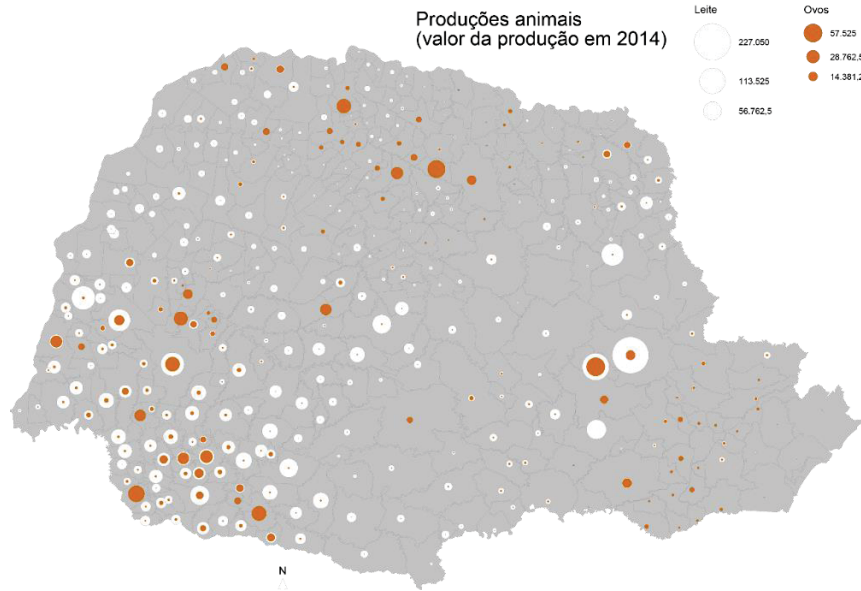 Produções animais
(valor da produção em 2014)
Leite
227.050
113.525
56.762,5
Ovos
57.525
28.762,5
14.381,2
N